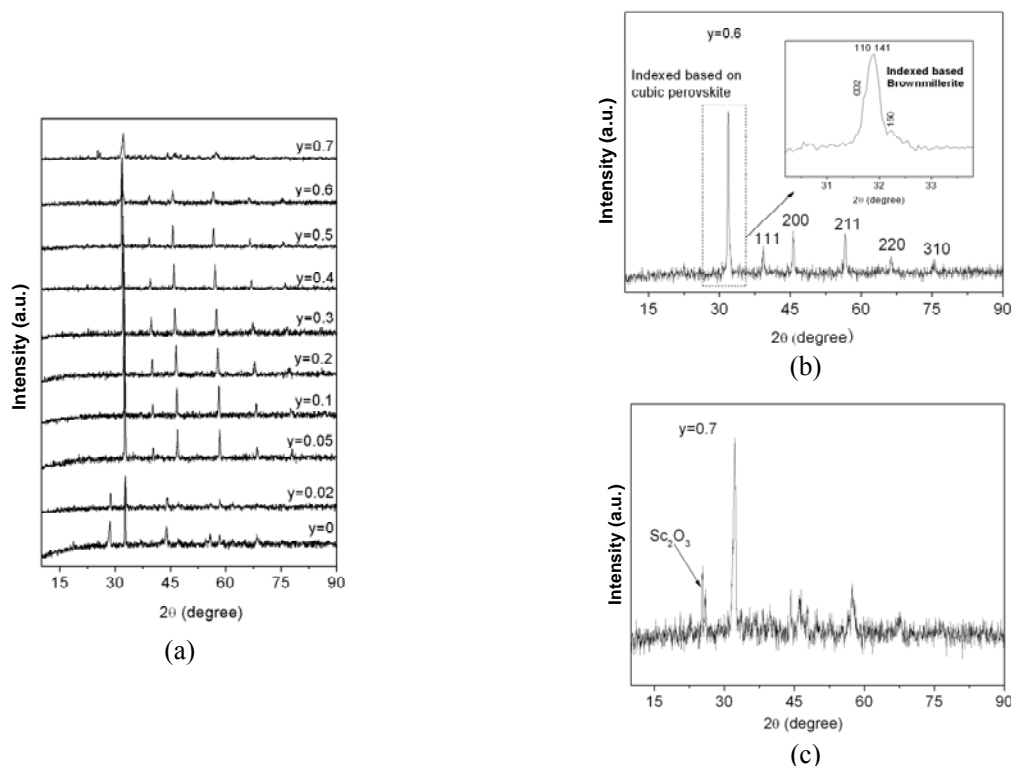 Intensity (a.u.)
y=0.7
y=0.6
y=0.5
y=0.4
y=0.3
y=0.2
y=0.1
y=0.05
y=0.02
y=0
15 30 45 60 75 90
2θ (degree)
(a)
Intensity (a.u.)
y=0.6
Indexed based on
cubic perovskite
110 141
002
150
Indexed based
Brownmillerite
31 32 33
2θ (degree)
111
200
211
220
310
15 30 45 60 75 90
2θ (degree)
(b)
Intensity (a.u.)
y=0.7
Sc₂O₃
15 30 45 60 75 90
2θ (degree)
(c)